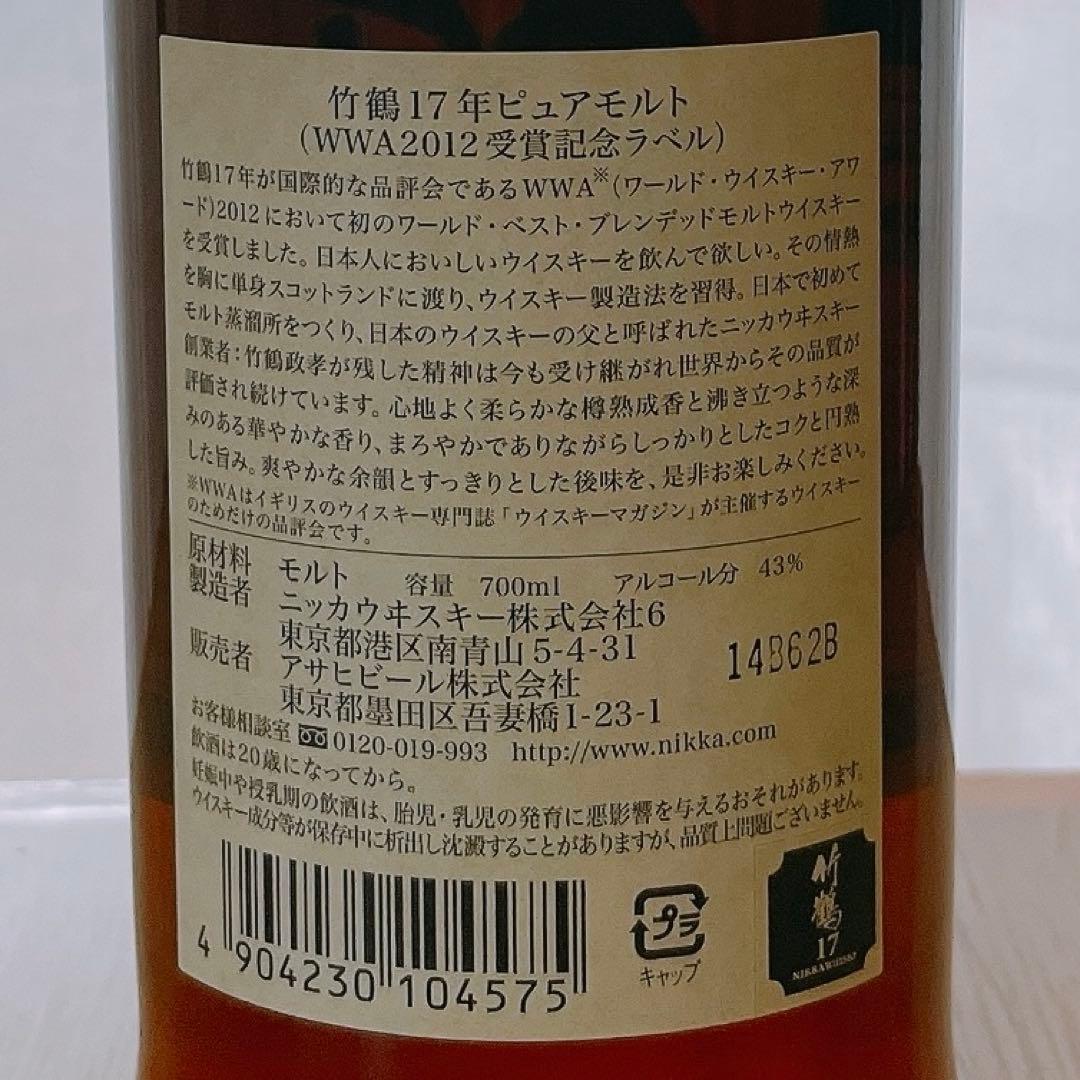 竹鶴17年ピュアモルト
(WWA2012受賞記念ラベル)
竹鶴17年が国際的な品評会であるWWA※(ワールド・ウイスキー・アワ
ード)2012において初のワールド・ベスト・ブレンデッドモルトウイスキー
を受賞しました。日本人においしいウイスキーを飲んで欲しい。その情熱
を胸に単身スコットランドに渡り、ウイスキー製造法を習得。日本で初めて
モルト蒸溜所をつくり、日本のウイスキーの父と呼ばれたニッカウヰスキー
創業者：竹鶴政孝が残した精神は今も受け継がれ世界からその品質が
評価され続けています。心地よく柔らかな樽熟成香と沸き立つような深
みのある華やかな香り、まろやかでありながらしっかりとしたコクと円熟
した旨み。爽やかな余韻とすっきりとした後味を、是非お楽しみください。
※WWAはイギリスのウイスキー専門誌「ウイスキーマガジン」が主催するウイスキー
のためだけの品評会です。
原材料 モルト 容量 700ml アルコール分 43%
製造者 ニッカウヰスキー株式会社6
東京都港区南青山5-4-31
販売者 アサヒビール株式会社
東京都墨田区吾妻橋1-23-1
14B62B
お客様相談室 0120-019-993 http://www.nikka.com
飲酒は20歳になってから。
妊娠中や授乳期の飲酒は、胎児・乳児の発育に悪影響を与えるおそれがあります。
ウイスキー成分等が保存中に析出し沈澱することがありますが、品質上問題ございません。
4 904230 104575
プラ
キャップ
竹鶴
17
NIKKA WHISKY